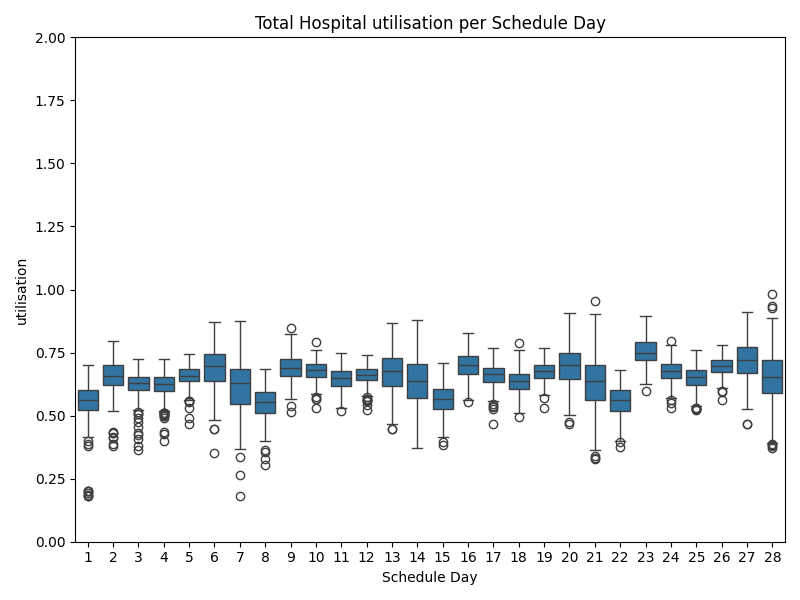 Total Hospital utilisation per Schedule Day
utilisation
2.00
1.75
1.50
1.25
1.00
0.75
0.50
0.25
0.00
1 2 3 4 5 6 7 8 9 10 11 12 13 14 15 16 17 18 19 20 21 22 23 24 25 26 27 28
Schedule Day